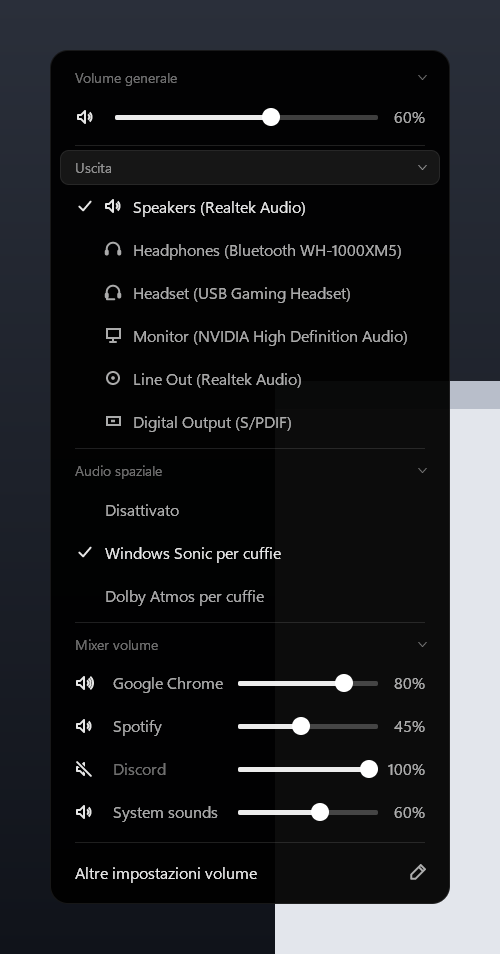 Volume generale
60%
Uscita
Speakers (Realtek Audio)
Headphones (Bluetooth WH-1000XM5)
Headset (USB Gaming Headset)
Monitor (NVIDIA High Definition Audio)
Line Out (Realtek Audio)
Digital Output (S/PDIF)
Audio spaziale
Disattivato
Windows Sonic per cuffie
Dolby Atmos per cuffie
Mixer volume
Google Chrome 80%
Spotify 45%
Discord 100%
System sounds 60%
Altre impostazioni volume